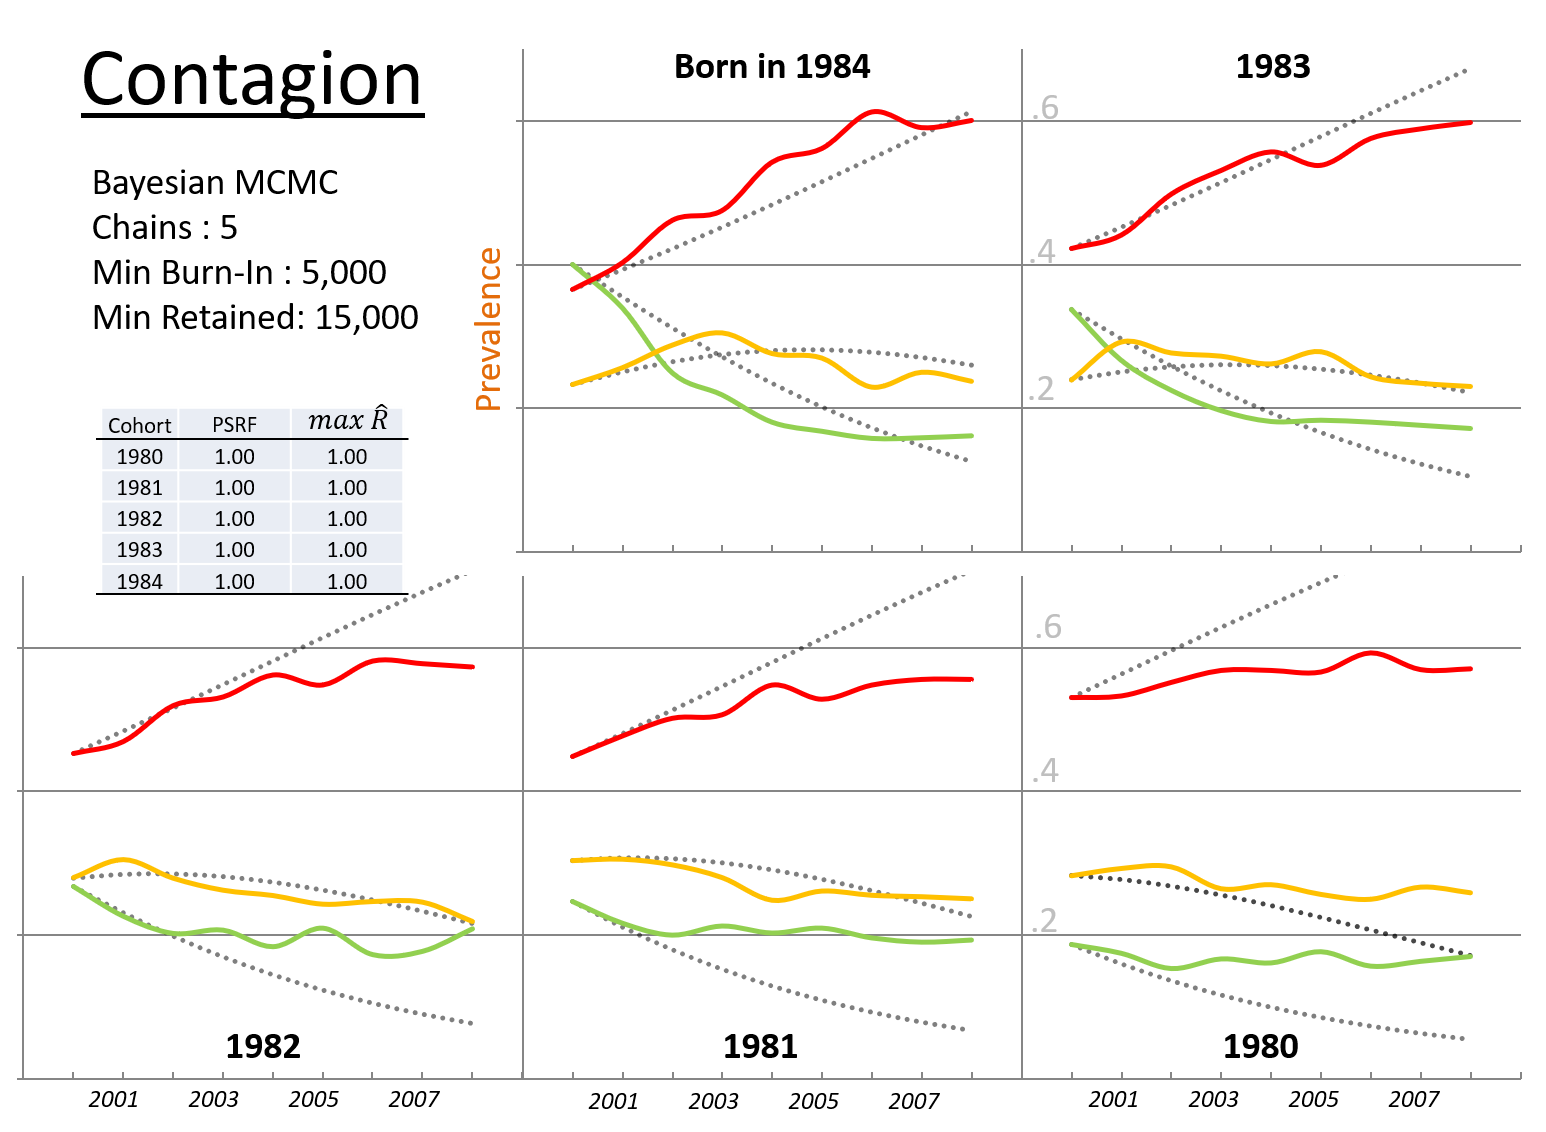 Contagion
Bayesian MCMC
Chains : 5
Min Burn-In : 5,000
Min Retained: 15,000
Cohort PSRF max R̂
1980 1.00 1.00
1981 1.00 1.00
1982 1.00 1.00
1983 1.00 1.00
1984 1.00 1.00
Prevalence
Born in 1984
1983
.6
.4
.2
1982
2001 2003 2005 2007
1981
2001 2003 2005 2007
.6
.4
.2
1980
2001 2003 2005 2007